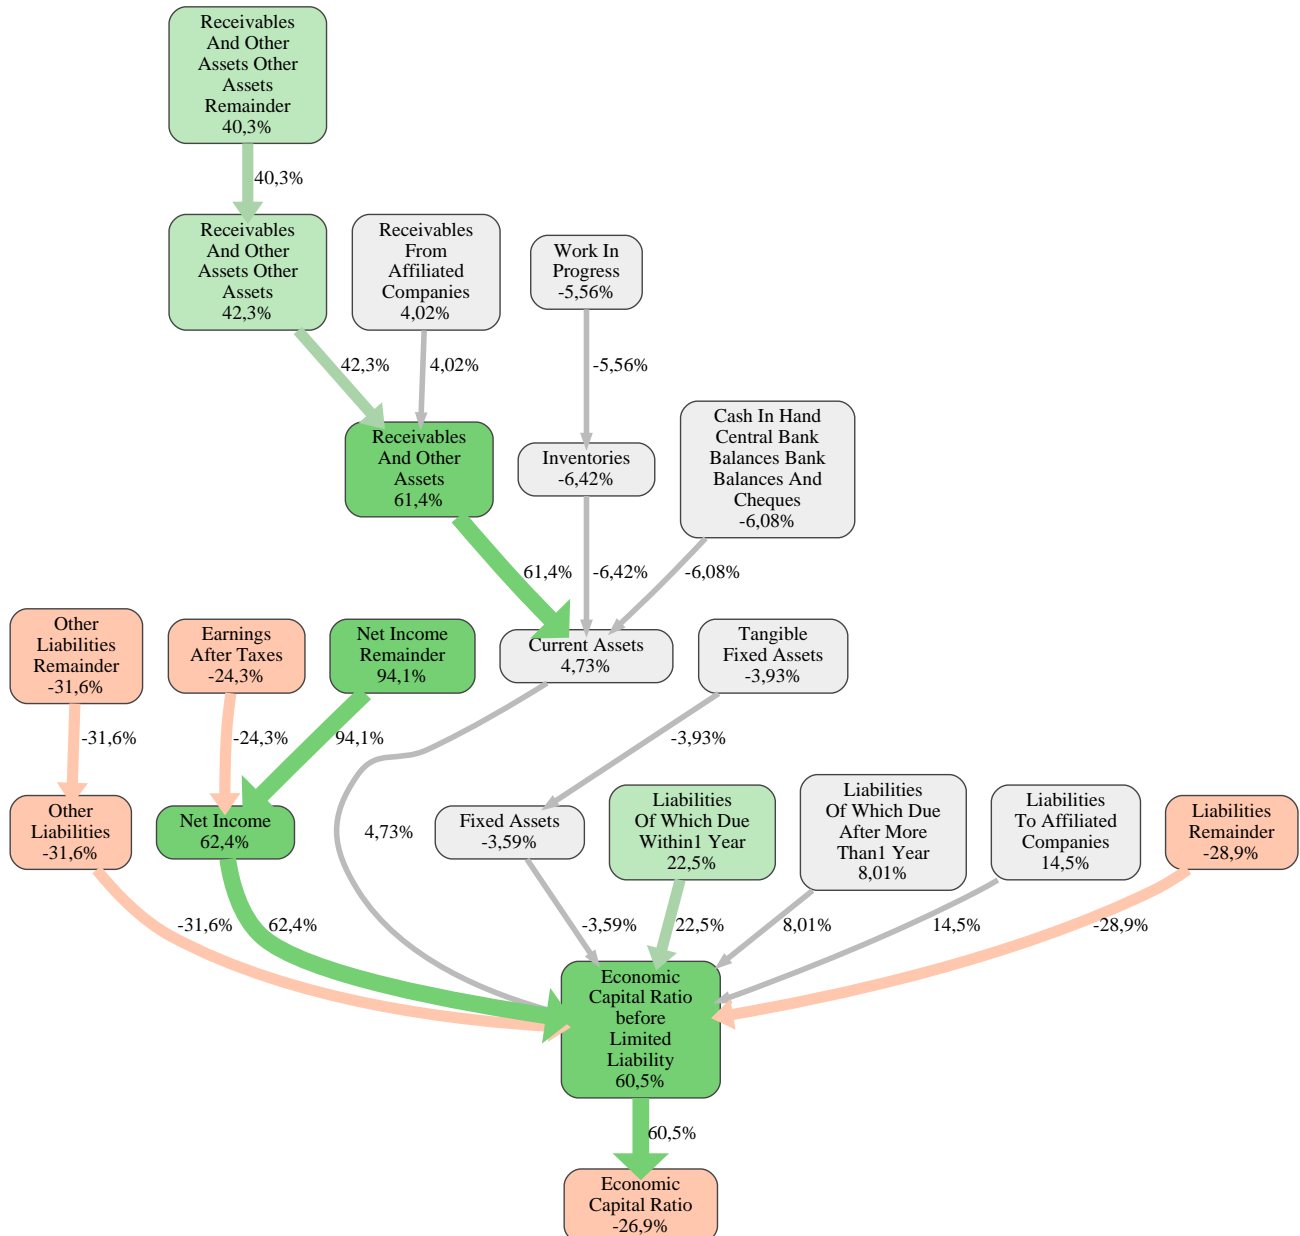 Receivables
And Other
Assets Other
Assets
Remainder
40,3%
40,3%
Receivables
And Other
Assets Other
Assets
42,3%
Receivables
From
Affiliated
Companies
4,02%
Work In
Progress
-5,56%
42,3%
4,02%
-5,56%
Receivables
And Other
Assets
61,4%
Inventories
-6,42%
Cash In Hand
Central Bank
Balances Bank
Balances And
Cheques
-6,08%
61,4%
-6,42%
-6,08%
Other
Liabilities
Remainder
-31,6%
Earnings
After Taxes
-24,3%
Net Income
Remainder
94,1%
Current Assets
4,73%
Tangible
Fixed Assets
-3,93%
-31,6%
-24,3%
94,1%
-3,93%
Other
Liabilities
-31,6%
Net Income
62,4%
4,73%
Fixed Assets
-3,59%
Liabilities
Of Which Due
Within1 Year
22,5%
Liabilities
Of Which Due
After More
Than1 Year
8,01%
Liabilities
To Affiliated
Companies
14,5%
Liabilities
Remainder
-28,9%
-31,6%
62,4%
-3,59%
22,5%
8,01%
14,5%
-28,9%
Economic
Capital Ratio
before
Limited
Liability
60,5%
60,5%
Economic
Capital Ratio
-26,9%